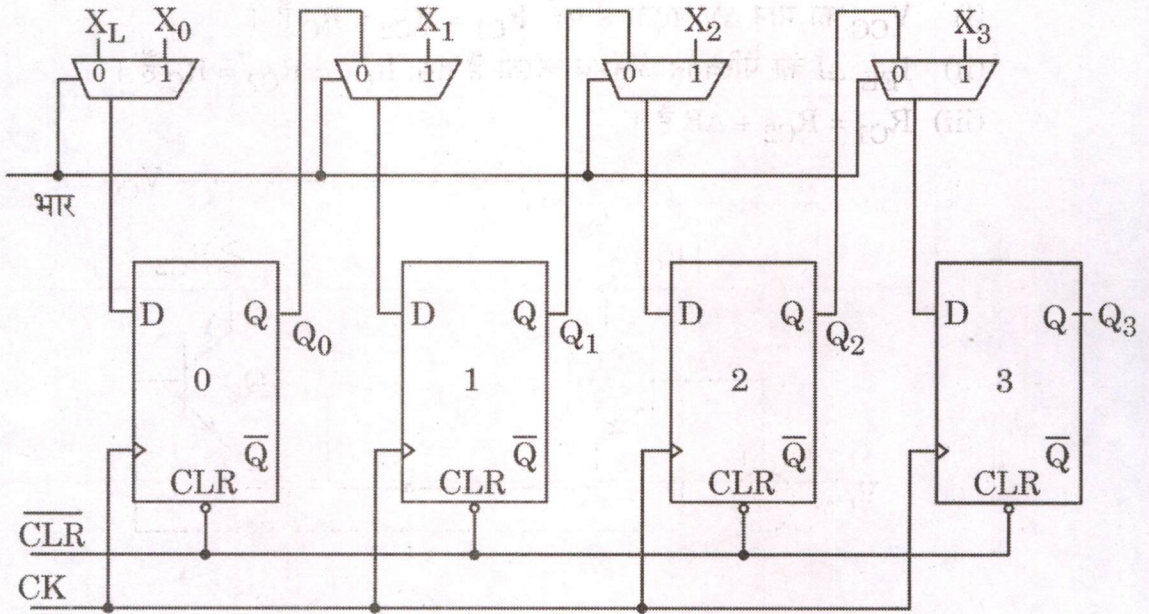 X_L X_0 X_1 X_2 X_3
0 1 0 1 0 1 0 1
भार
D Q Q_0 D Q Q_1 D Q Q_2 D Q Q_3
0 1 2 3
Q̅ Q̅ Q̅ Q̅
CLR CLR CLR CLR
C̅L̅R̅
CK